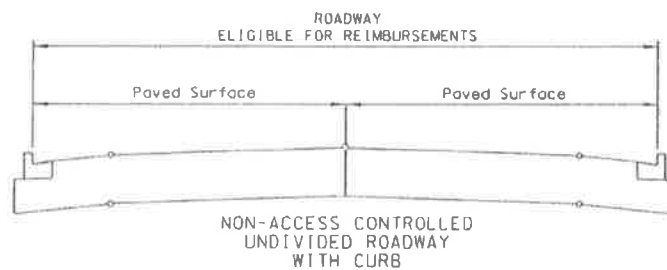 ROADWAY
ELIGIBLE FOR REIMBURSEMENTS
Paved Surface
Paved Surface
NON-ACCESS CONTROLLED
UNDIVIDED ROADWAY
WITH CURB